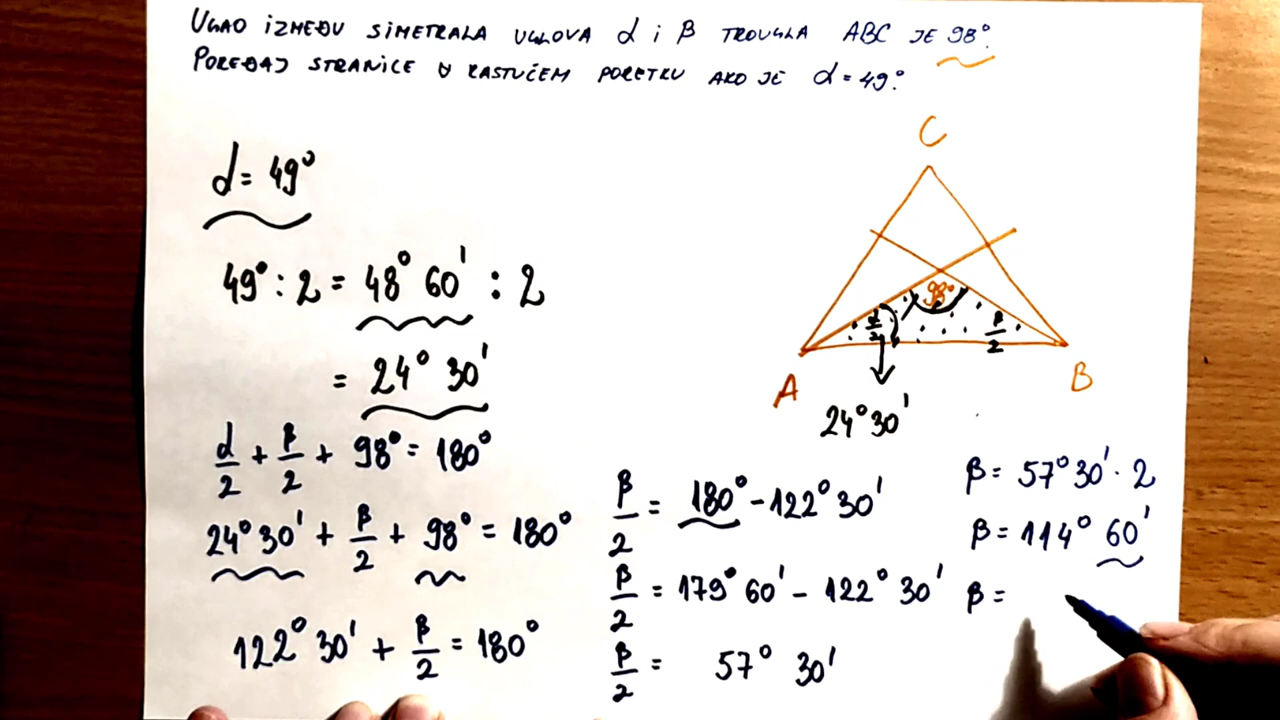 UGAO IZMEĐU SIMETRALA UGLOVA α i β TROUGLA ABC JE 98°.
POREĐAJ STRANICE U RASTUĆEM PORETKU AKO JE α = 49°.
α = 49°
49° : 2 = 48° 60' : 2
= 24° 30'
α/2 + β/2 + 98° = 180°
24° 30' + β/2 + 98° = 180°
122° 30' + β/2 = 180°
C
98°
α/2
β/2
A
B
24° 30'
β/2 = 180° - 122° 30'
β/2 = 179° 60' - 122° 30'
β/2 = 57° 30'
β = 57° 30' · 2
β = 114° 60'
β =